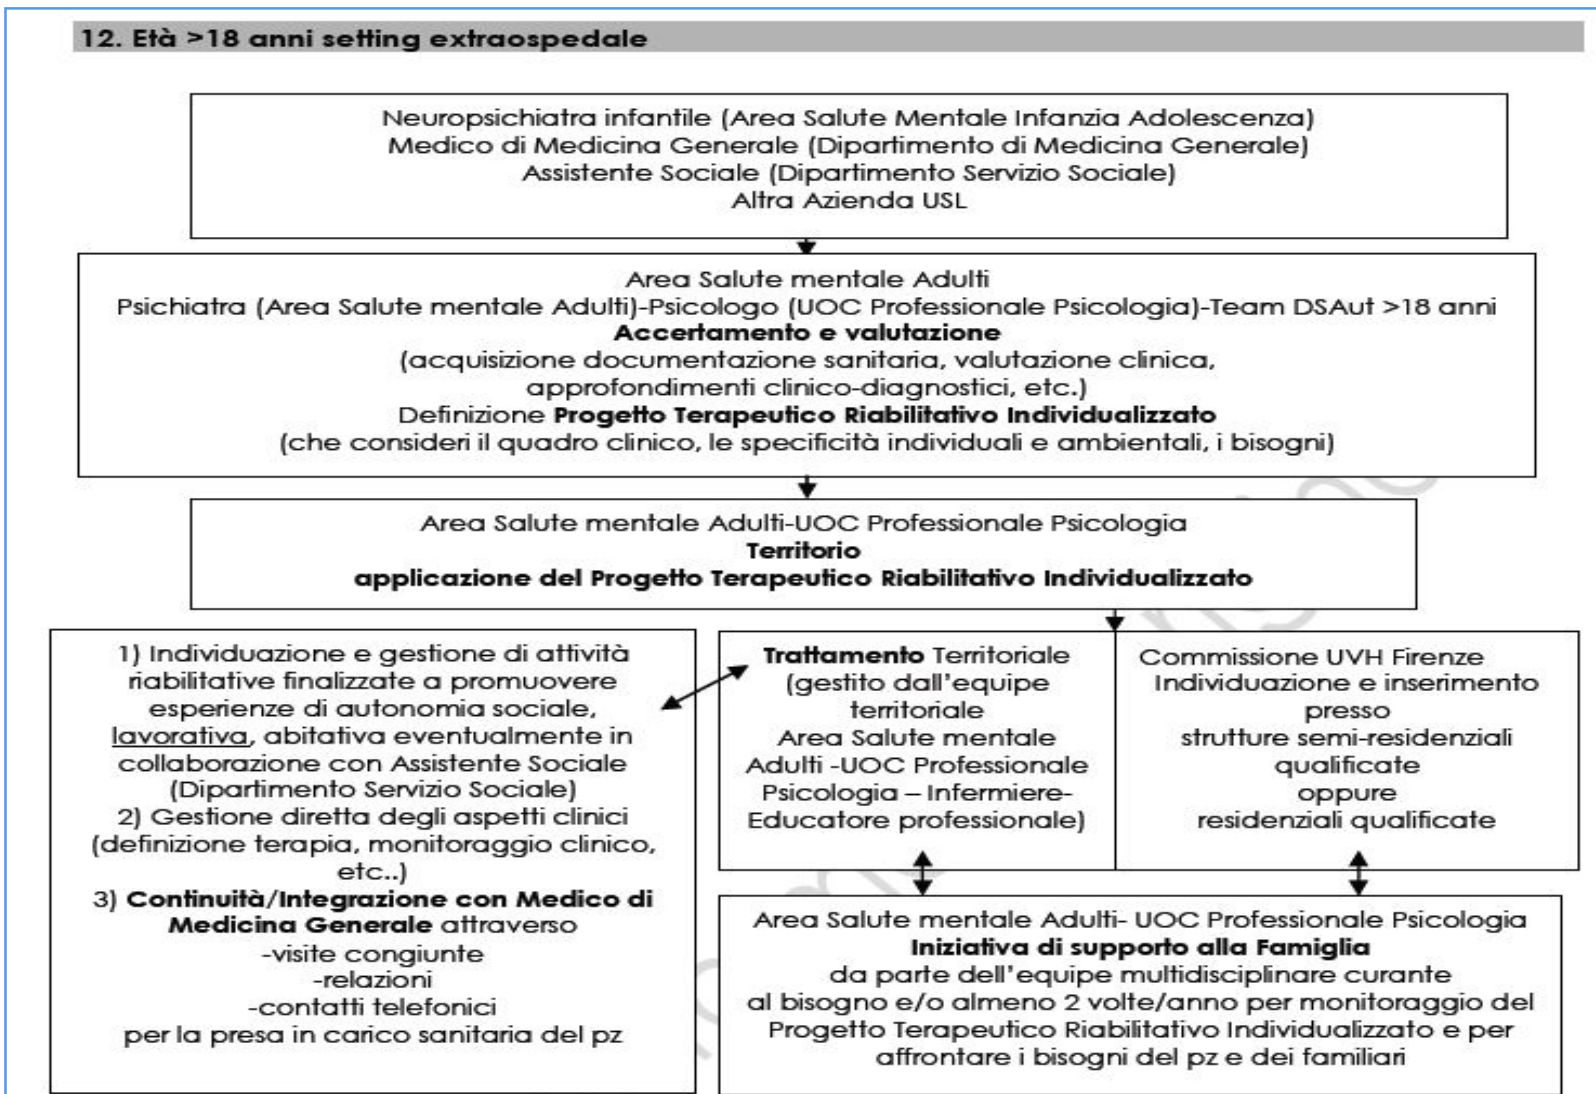 12. Età >18 anni setting extraospedale
Neuropsichiatra infantile (Area Salute Mentale Infanzia Adolescenza)
Medico di Medicina Generale (Dipartimento di Medicina Generale)
Assistente Sociale (Dipartimento Servizio Sociale)
Altra Azienda USL
Area Salute mentale Adulti
Psichiatra (Area Salute mentale Adulti)-Psicologo (UOC Professionale Psicologia)-Team DSAut >18 anni
Accertamento e valutazione
(acquisizione documentazione sanitaria, valutazione clinica,
approfondimenti clinico-diagnostici, etc.)
Definizione Progetto Terapeutico Riabilitativo Individualizzato
(che consideri il quadro clinico, le specificità individuali e ambientali, i bisogni)
Area Salute mentale Adulti-UOC Professionale Psicologia
Territorio
applicazione del Progetto Terapeutico Riabilitativo Individualizzato
1) Individuazione e gestione di attività
riabilitative finalizzate a promuovere
esperienze di autonomia sociale,
lavorativa, abitativa eventualmente in
collaborazione con Assistente Sociale
(Dipartimento Servizio Sociale)
2) Gestione diretta degli aspetti clinici
(definizione terapia, monitoraggio clinico,
etc..)
3) Continuità/Integrazione con Medico di
Medicina Generale attraverso
-visite congiunte
-relazioni
-contatti telefonici
per la presa in carico sanitaria del pz
Trattamento Territoriale
(gestito dall'equipe
territoriale
Area Salute mentale
Adulti -UOC Professionale
Psicologia – Infermiere-
Educatore professionale)
Commissione UVH Firenze
Individuazione e inserimento
presso
strutture semi-residenziali
qualificate
oppure
residenziali qualificate
Area Salute mentale Adulti- UOC Professionale Psicologia
Iniziativa di supporto alla Famiglia
da parte dell'equipe multidisciplinare curante
al bisogno e/o almeno 2 volte/anno per monitoraggio del
Progetto Terapeutico Riabilitativo Individualizzato e per
affrontare i bisogni del pz e dei familiari